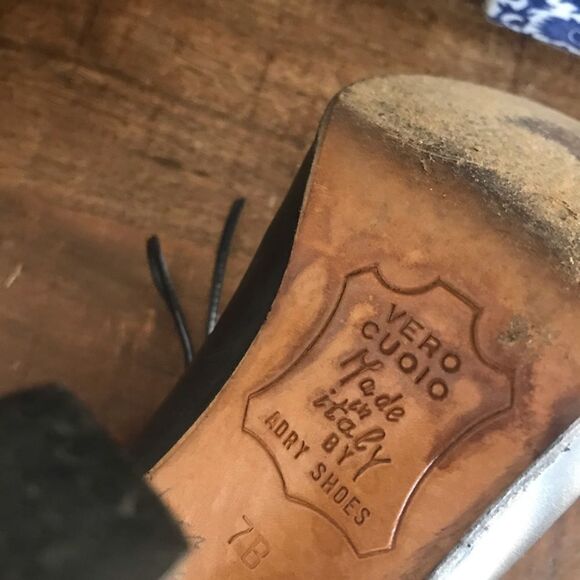 VERO
CUOIO
Made
in
italy
BY
ADRY SHOES
7B